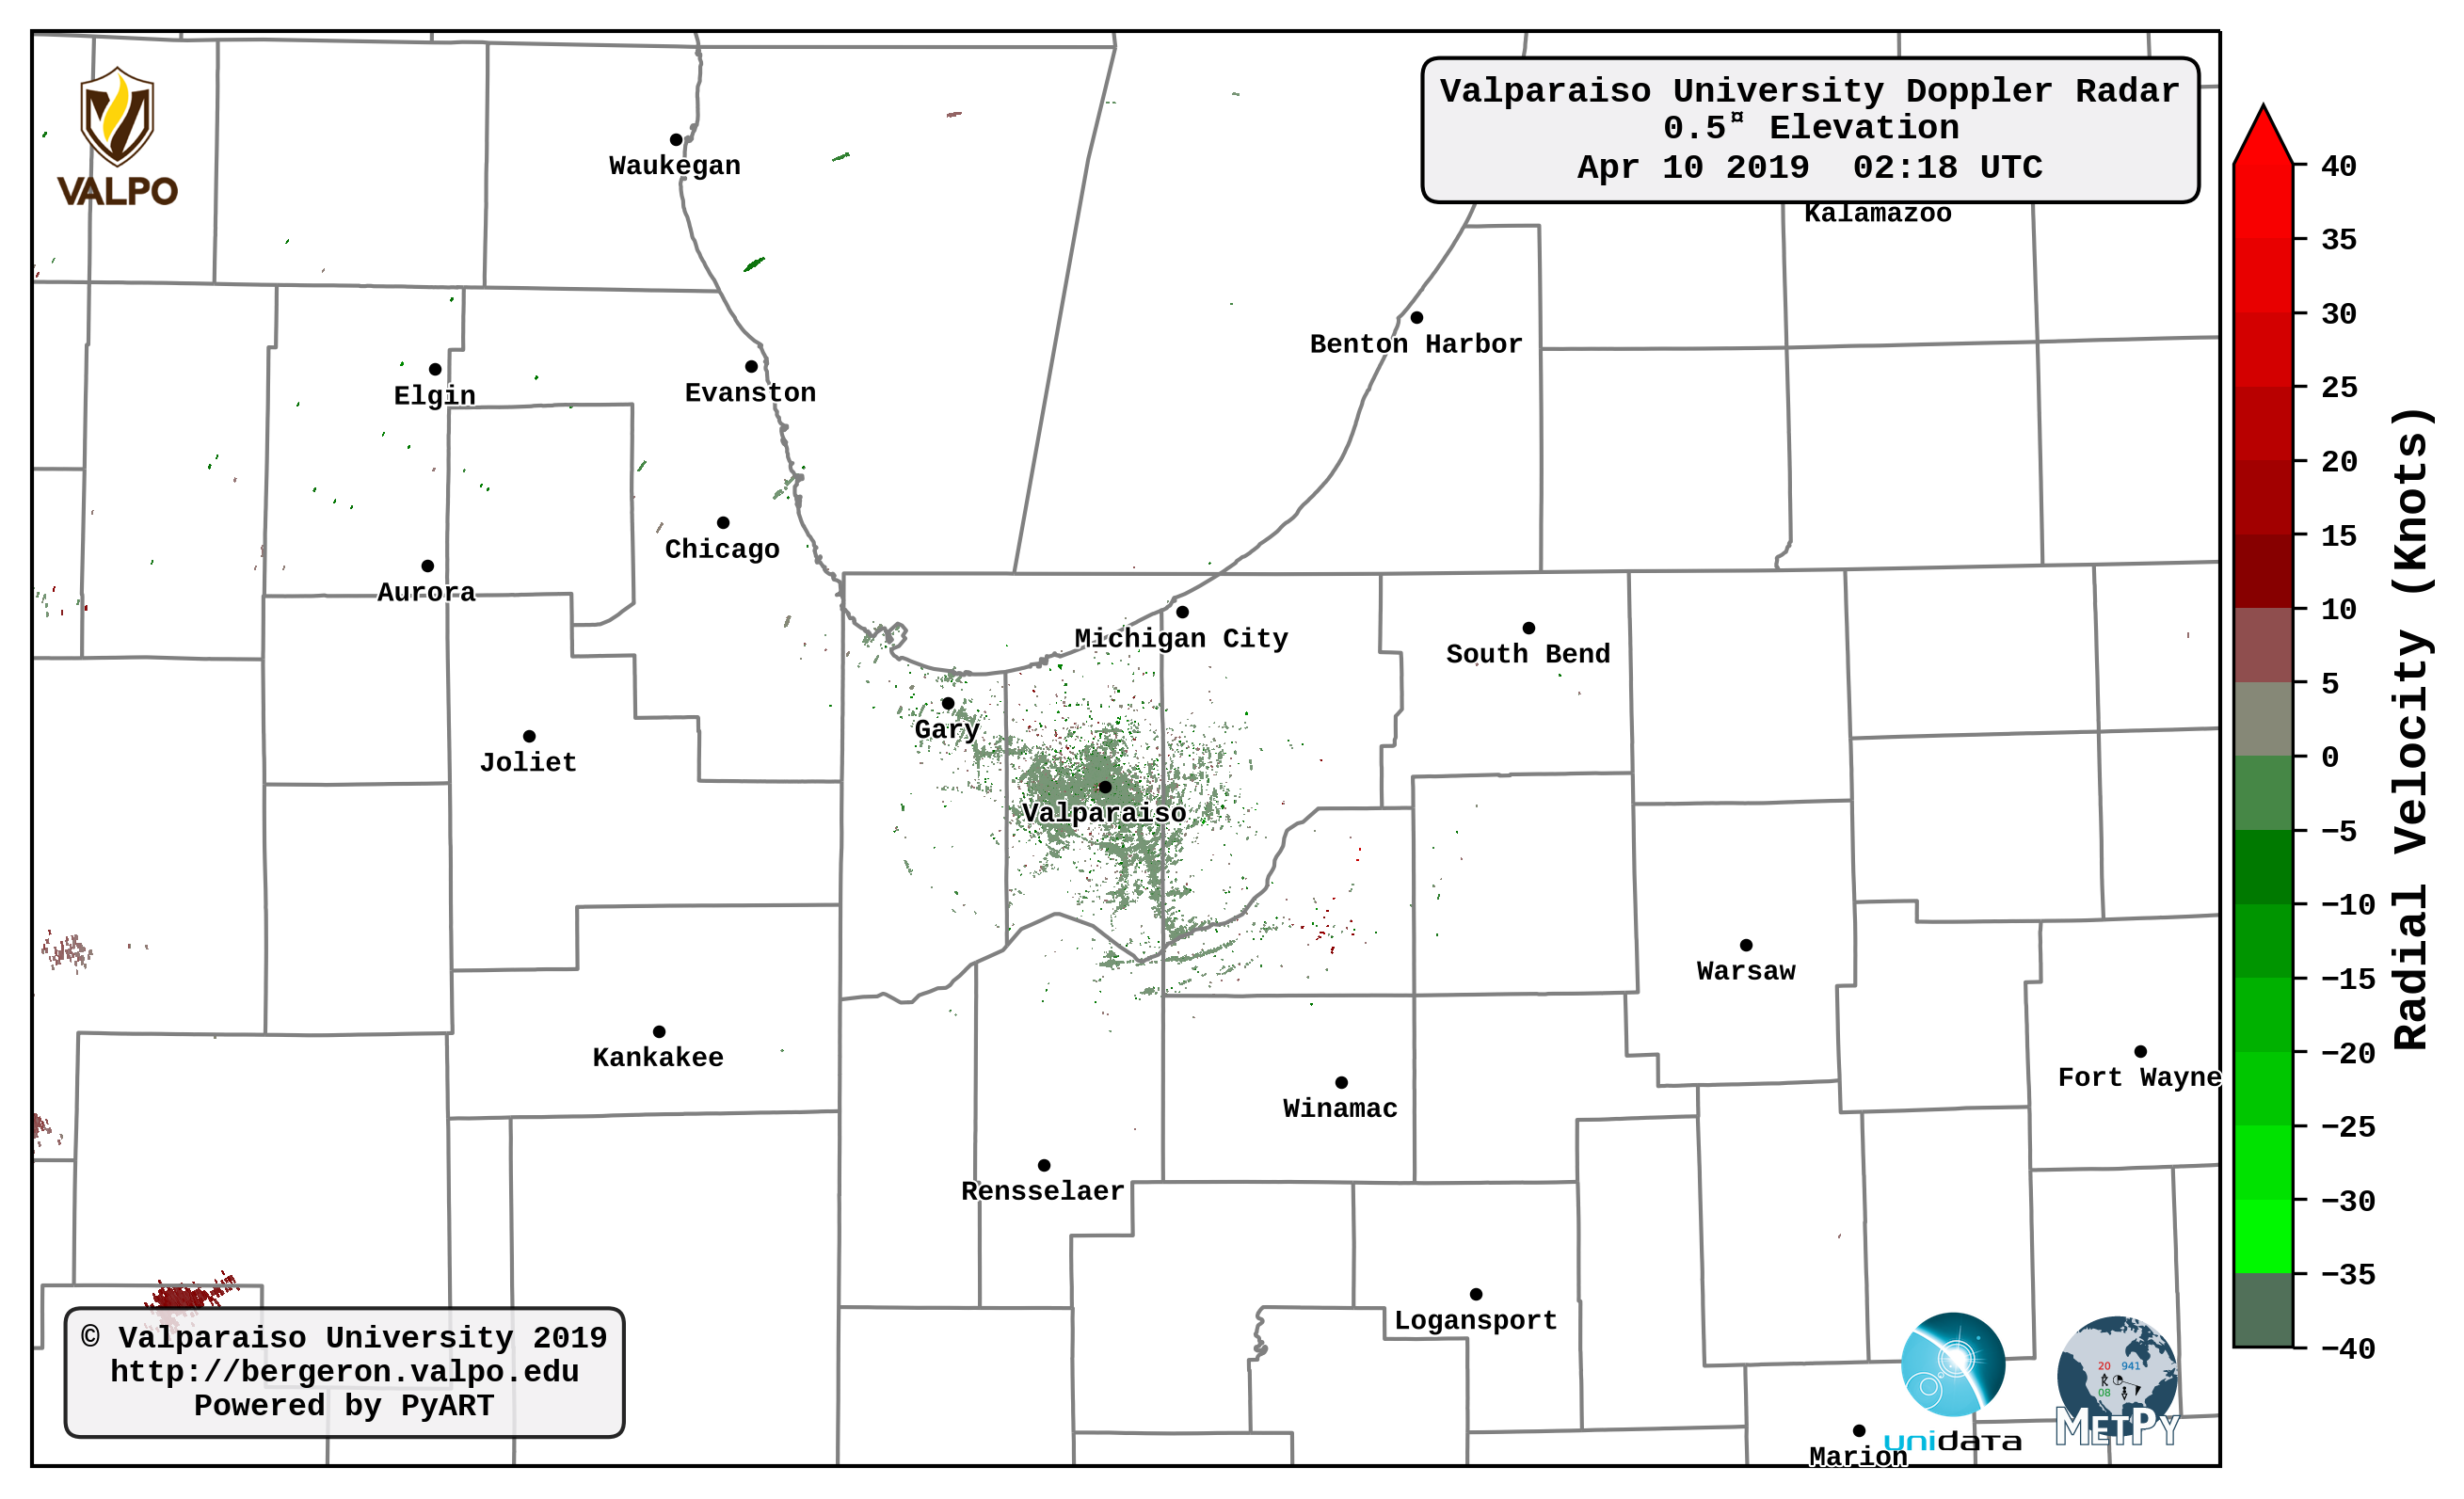 Valparaiso University Doppler Radar
0.5¤ Elevation
Apr 10 2019  02:18 UTC
VALPO
Waukegan
Kalamazoo
Benton Harbor
Elgin
Evanston
Chicago
Aurora
Michigan City
South Bend
Gary
Joliet
Valparaiso
Warsaw
Kankakee
Fort Wayne
Winamac
Rensselaer
Logansport
Marion
© Valparaiso University 2019
http://bergeron.valpo.edu
Powered by PyART
unidata
20 941
K
08
METPY
40
35
30
25
20
15
10
5
0
−5
−10
−15
−20
−25
−30
−35
−40
Radial Velocity (Knots)